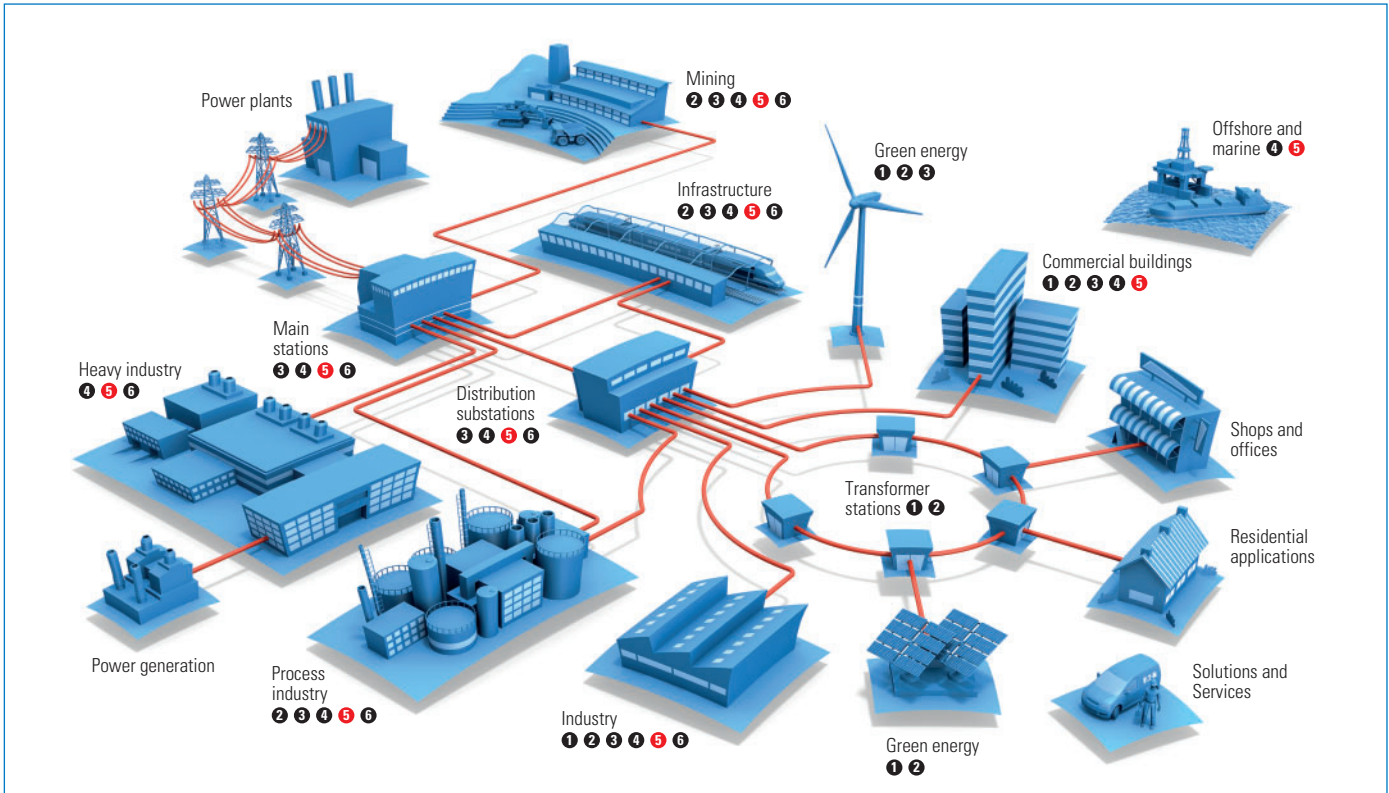 Power plants
Mining
2 3 4 5 6
Green energy
1 2 3
Offshore and
marine 4 5
Infrastructure
2 3 4 5 6
Commercial buildings
1 2 3 4 5
Main
stations
3 4 5 6
Heavy industry
4 5 6
Distribution
substations
3 4 5 6
Shops and
offices
Transformer
stations 1 2
Residential
applications
Power generation
Process
industry
2 3 4 5 6
Industry
1 2 3 4 5 6
Green energy
1 2
Solutions and
Services